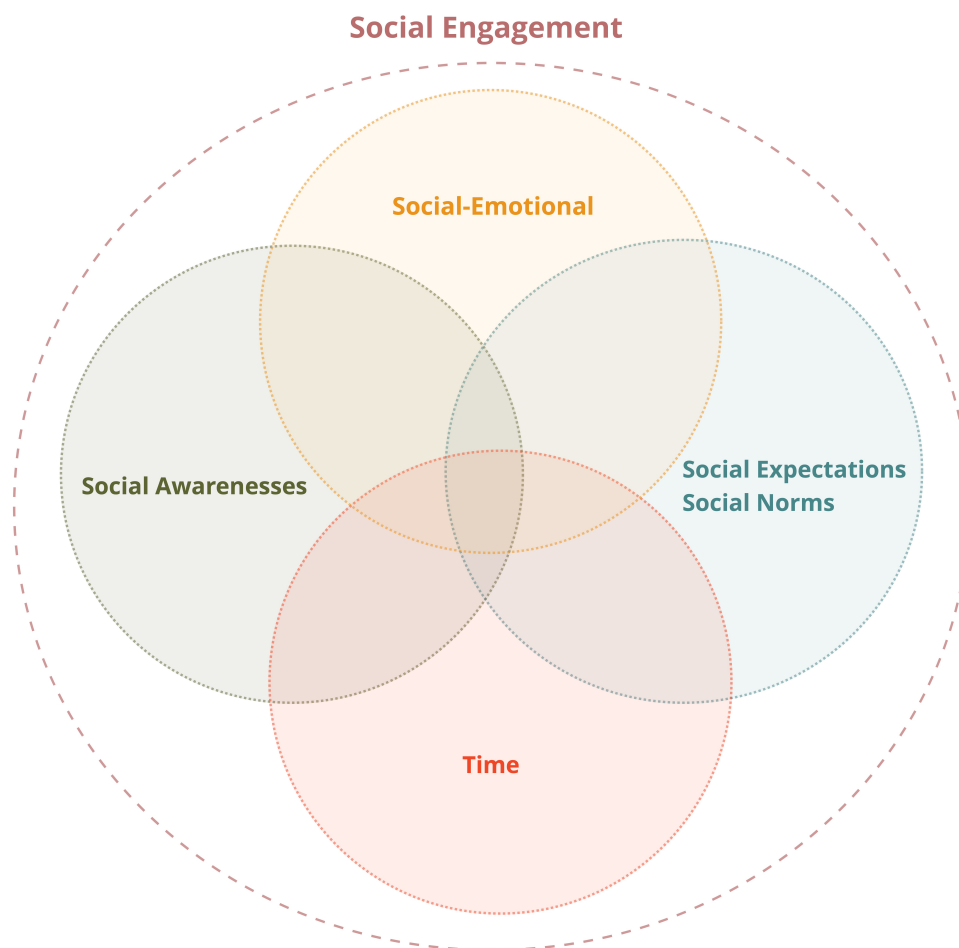 Social Engagement
Social-Emotional
Social Awarenesses
Social Expectations
Social Norms
Time